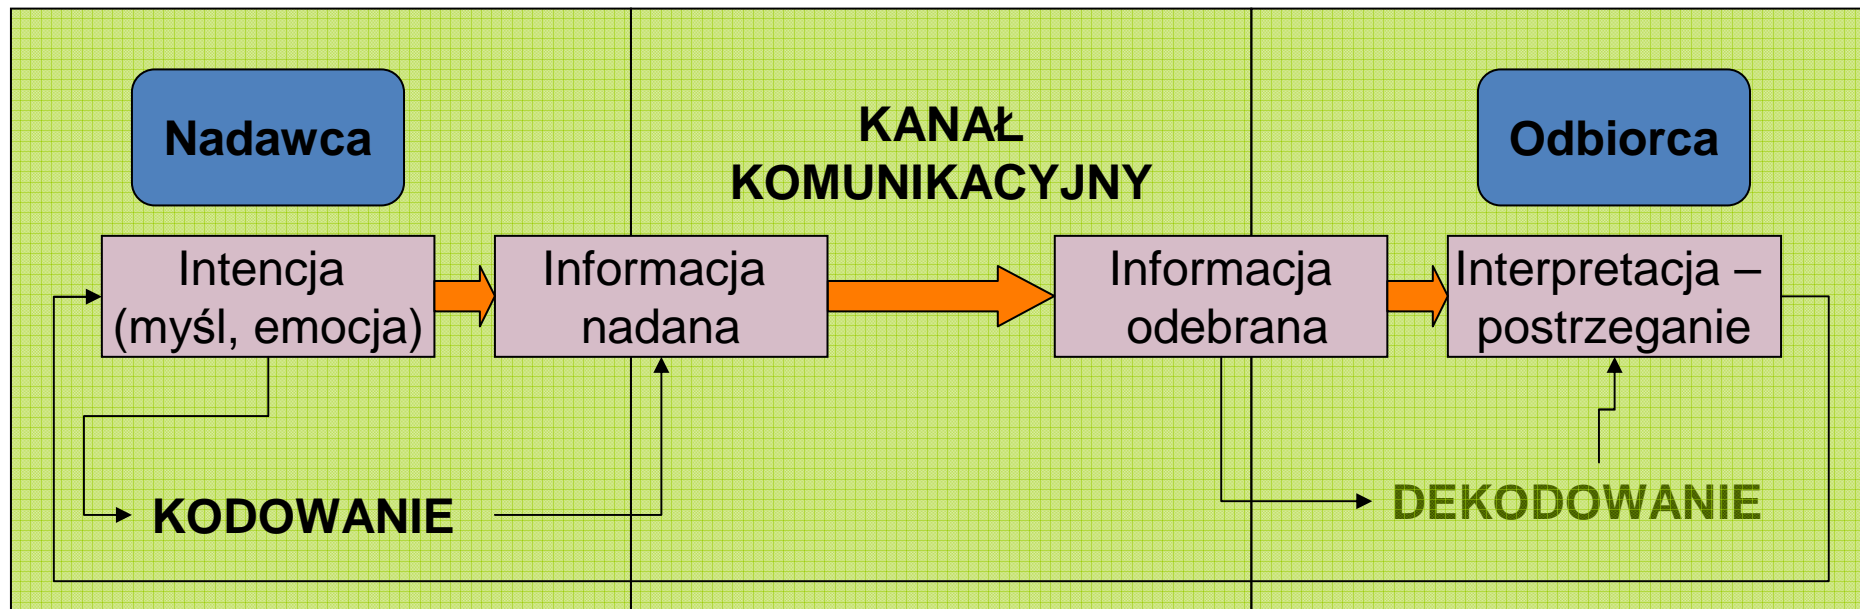 Nadawca
KANAŁ
KOMUNIKACYJNY
Odbiorca
Intencja
(myśl, emocja)
Informacja
nadana
Informacja
odebrana
Interpretacja –
postrzeganie
KODOWANIE
DEKODOWANIE